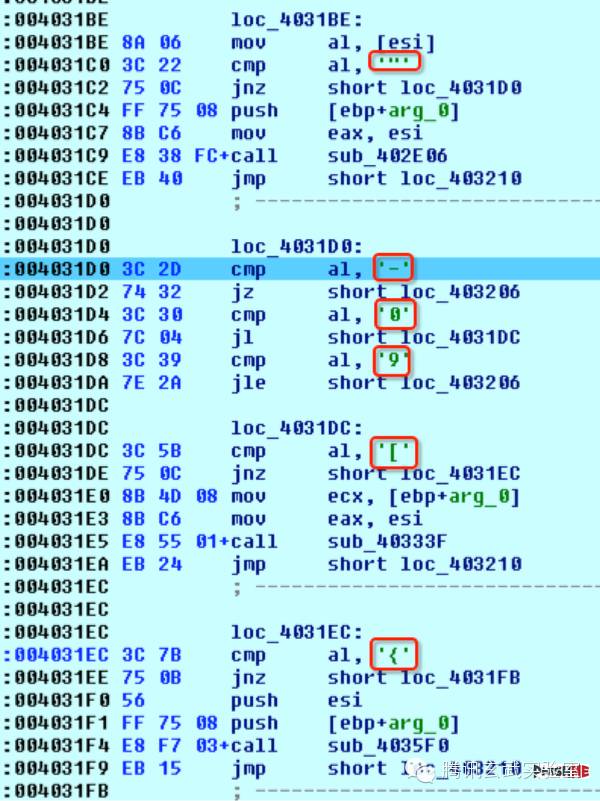 :004031BE loc_4031BE:
:004031BE 8A 06 mov al, [esi]
:004031C0 3C 22 cmp al, '"'
:004031C2 75 0C jnz short loc_4031D0
:004031C4 FF 75 08 push [ebp+arg_0]
:004031C7 8B C6 mov eax, esi
:004031C9 E8 38 FC+call sub_402E06
:004031CE EB 40 jmp short loc_403210
:004031D0 ; ---------------------------------
:004031D0
:004031D0 loc_4031D0:
:004031D0 3C 2D cmp al, '-'
:004031D2 74 32 jz short loc_403206
:004031D4 3C 30 cmp al, '0'
:004031D6 7C 04 jl short loc_4031DC
:004031D8 3C 39 cmp al, '9'
:004031DA 7E 2A jle short loc_403206
:004031DC
:004031DC loc_4031DC:
:004031DC 3C 5B cmp al, '['
:004031DE 75 0C jnz short loc_4031EC
:004031E0 8B 4D 08 mov ecx, [ebp+arg_0]
:004031E3 8B C6 mov eax, esi
:004031E5 E8 55 01+call sub_40333F
:004031EA EB 24 jmp short loc_403210
:004031EC ; ---------------------------------
:004031EC
:004031EC loc_4031EC:
:004031EC 3C 7B cmp al, '{'
:004031EE 75 0B jnz short loc_4031FB
:004031F0 56 push esi
:004031F1 FF 75 08 push [ebp+arg_0]
:004031F4 E8 F7 03+call sub_4035F0
:004031F9 EB 15 jmp short
腾讯玄武实验室
:004031FB ; ---------------------------------